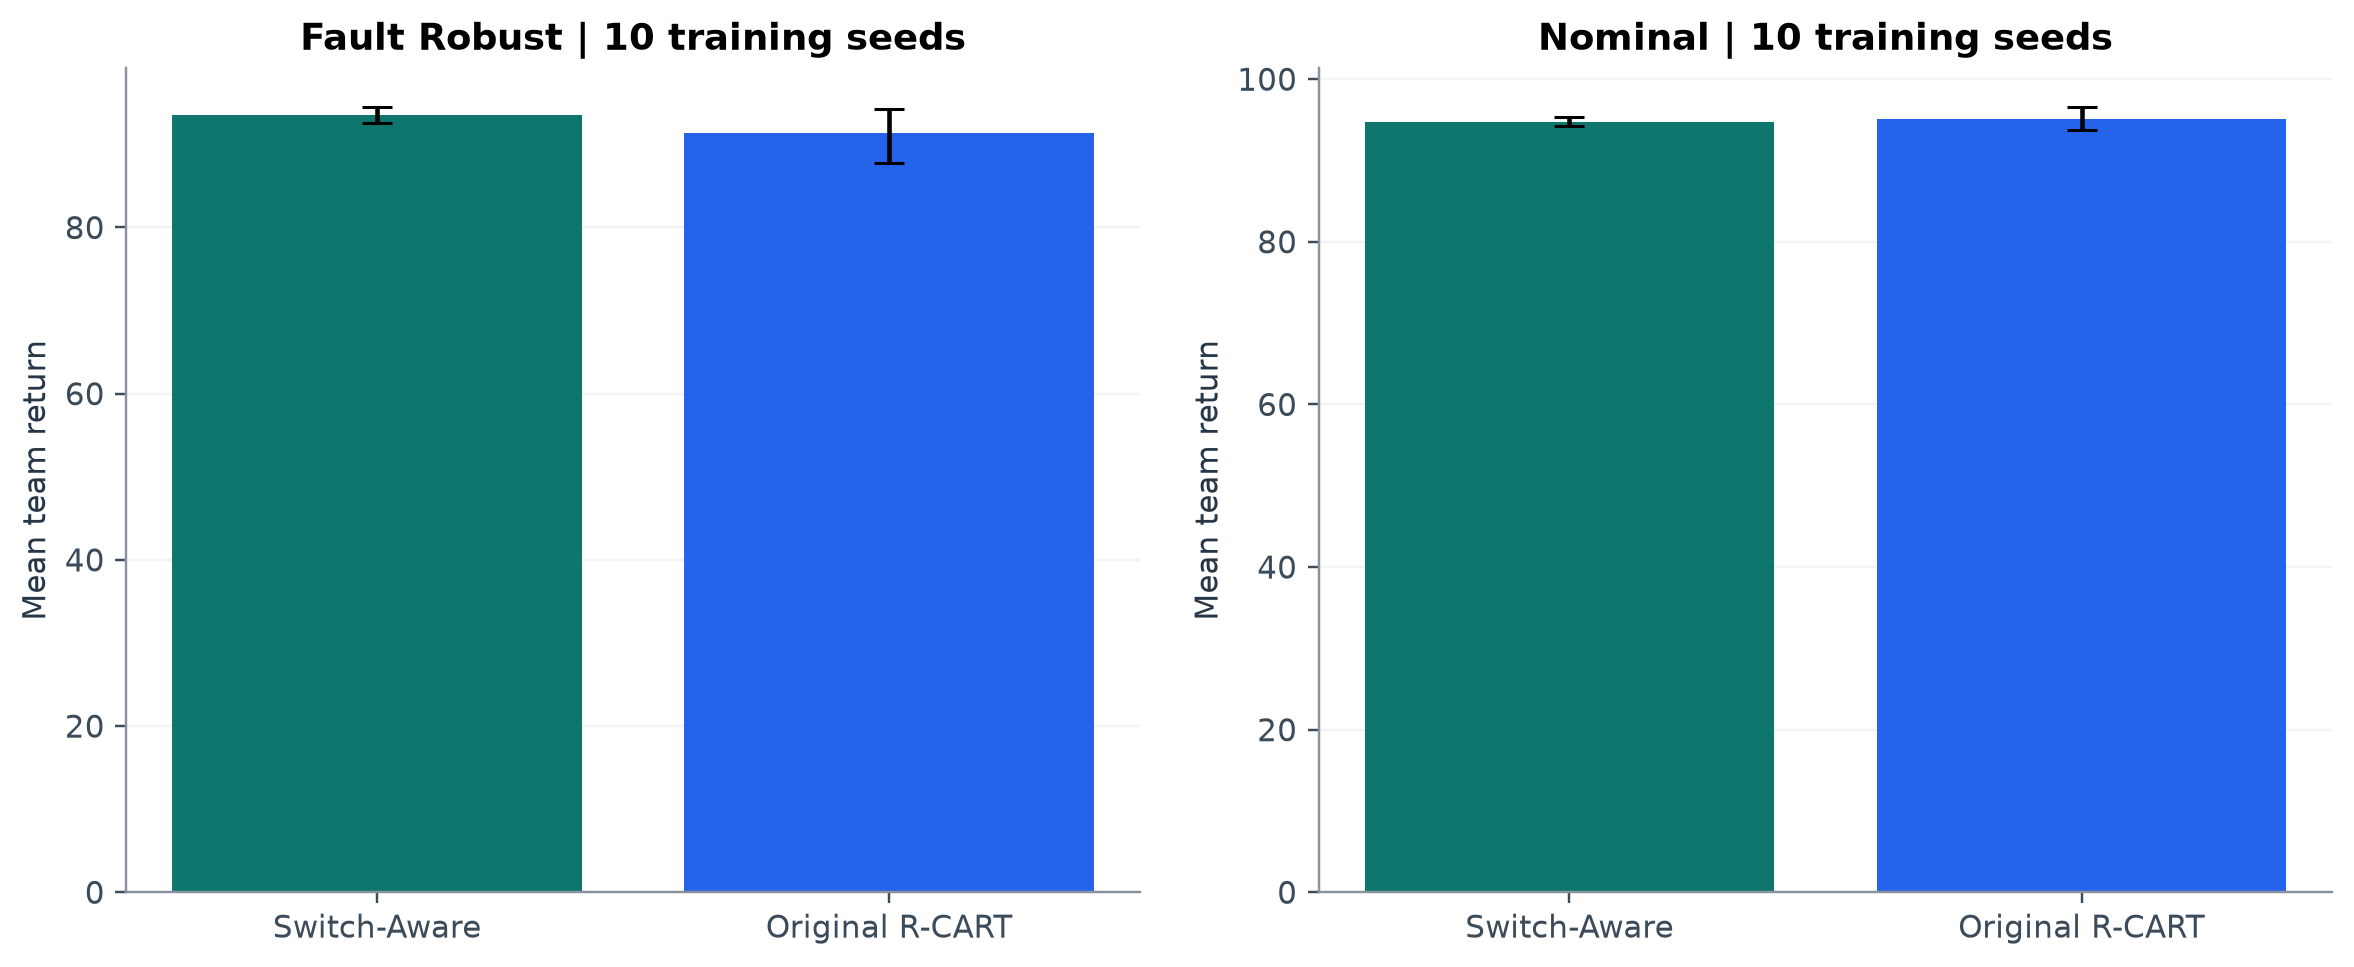 Fault Robust | 10 training seeds
Mean team return
80
60
40
20
0
Switch-Aware
Original R-CART
Nominal | 10 training seeds
Mean team return
100
80
60
40
20
0
Switch-Aware
Original R-CART